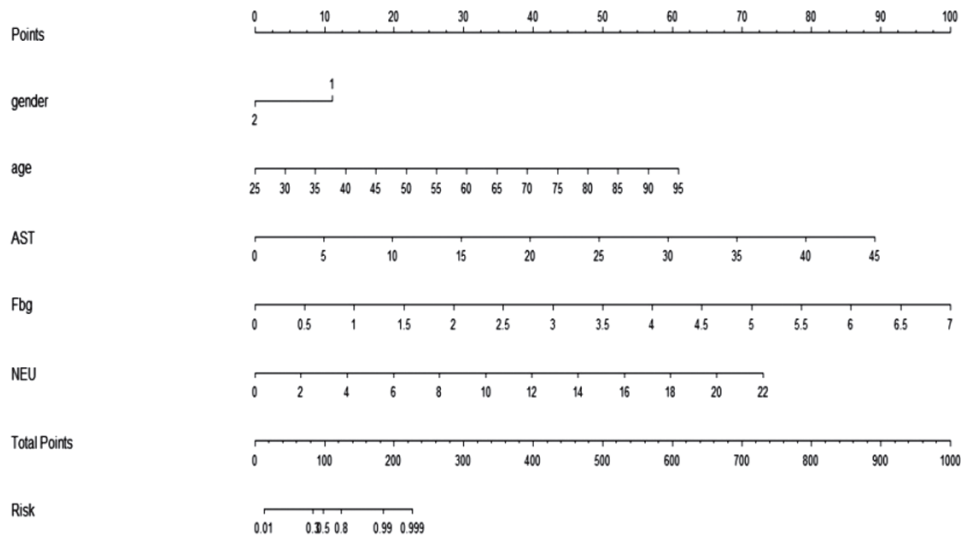 Points 0 10 20 30 40 50 60 70 80 90 100
gender 1
2
age
25 30 35 40 45 50 55 60 65 70 75 80 85 90 95
AST
0 5 10 15 20 25 30 35 40 45
Fbg
0 0.5 1 1.5 2 2.5 3 3.5 4 4.5 5 5.5 6 6.5 7
NEU
0 2 4 6 8 10 12 14 16 18 20 22
Total Points
0 100 200 300 400 500 600 700 800 900 1000
Risk
0.01 0.3 0.5 0.8 0.99 0.999